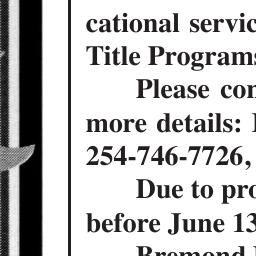 cational servic
Title Programs
Please con
more details:
254-746-7726,
Due to pro
before June 13
Bremond